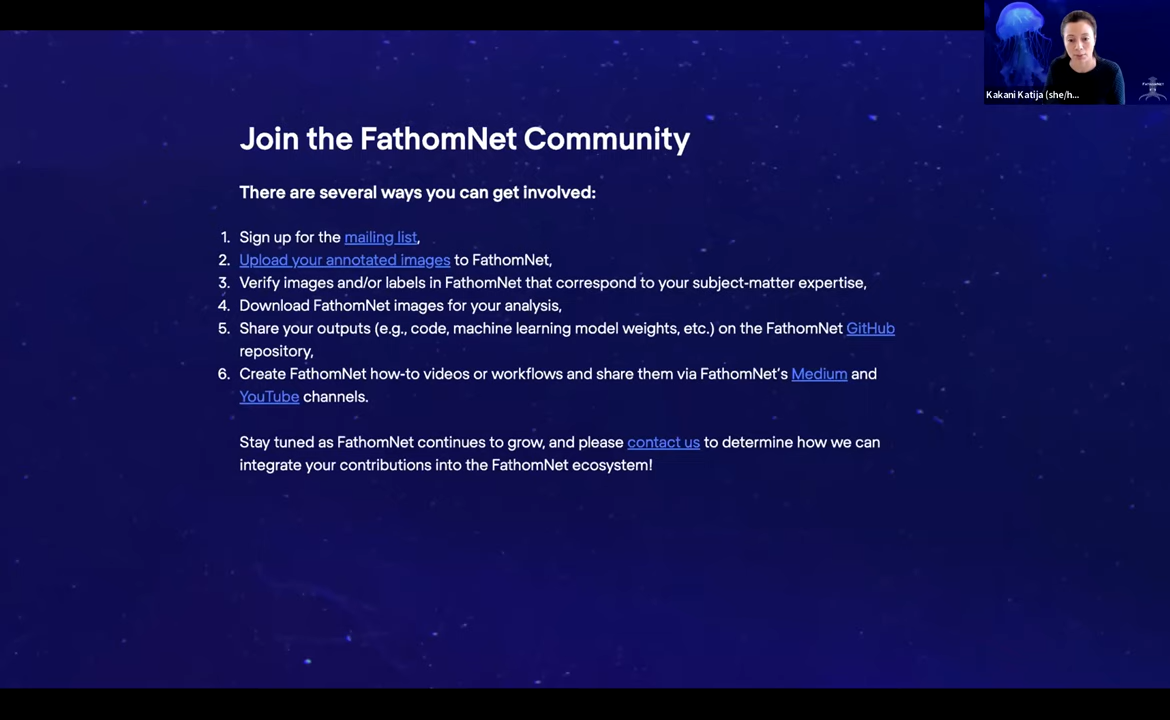 Join the FathomNet Community
There are several ways you can get involved:
1. Sign up for the mailing list,
2. Upload your annotated images to FathomNet,
3. Verify images and/or labels in FathomNet that correspond to your subject-matter expertise,
4. Download FathomNet images for your analysis,
5. Share your outputs (e.g., code, machine learning model weights, etc.) on the FathomNet GitHub
repository,
6. Create FathomNet how-to videos or workflows and share them via FathomNet's Medium and
YouTube channels.
Stay tuned as FathomNet continues to grow, and please contact us to determine how we can
integrate your contributions into the FathomNet ecosystem!
Kakani Katija (she/h...